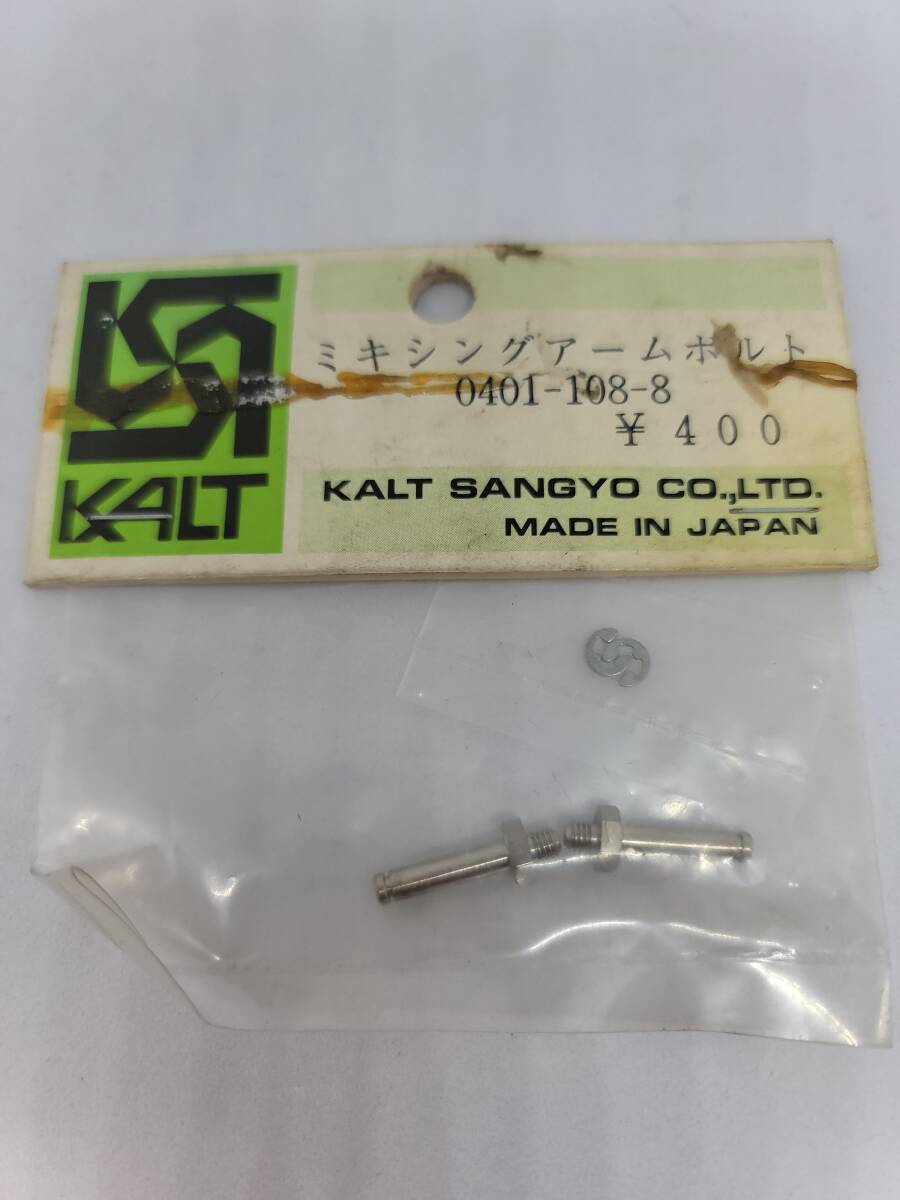 ミキシングアームボルト
0401-108-8
¥400
KALT
KALT SANGYO CO.,LTD.
MADE IN JAPAN